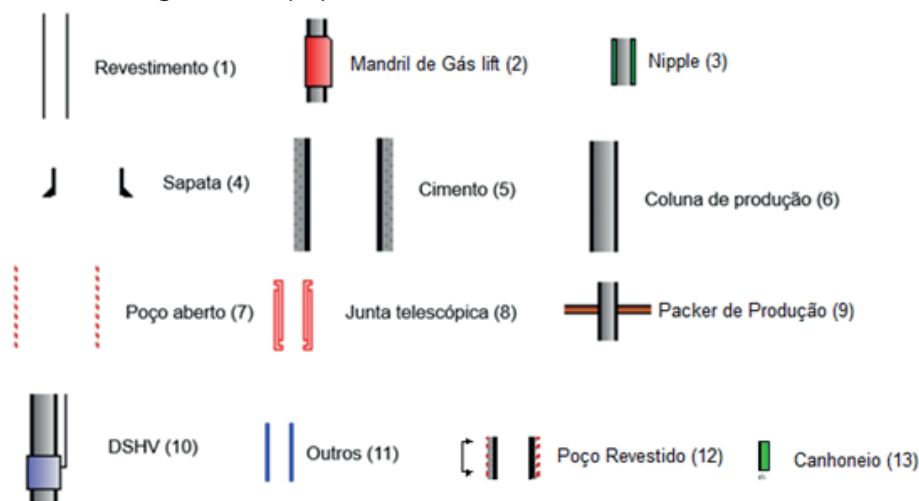 Revestimento (1)
Mandril de Gás lift (2)
Nipple (3)
Sapata (4)
Cimento (5)
Coluna de produção (6)
Poço aberto (7)
Junta telescópica (8)
Packer de Produção (9)
DSHV (10)
Outros (11)
Poço Revestido (12)
Canhoneio (13)